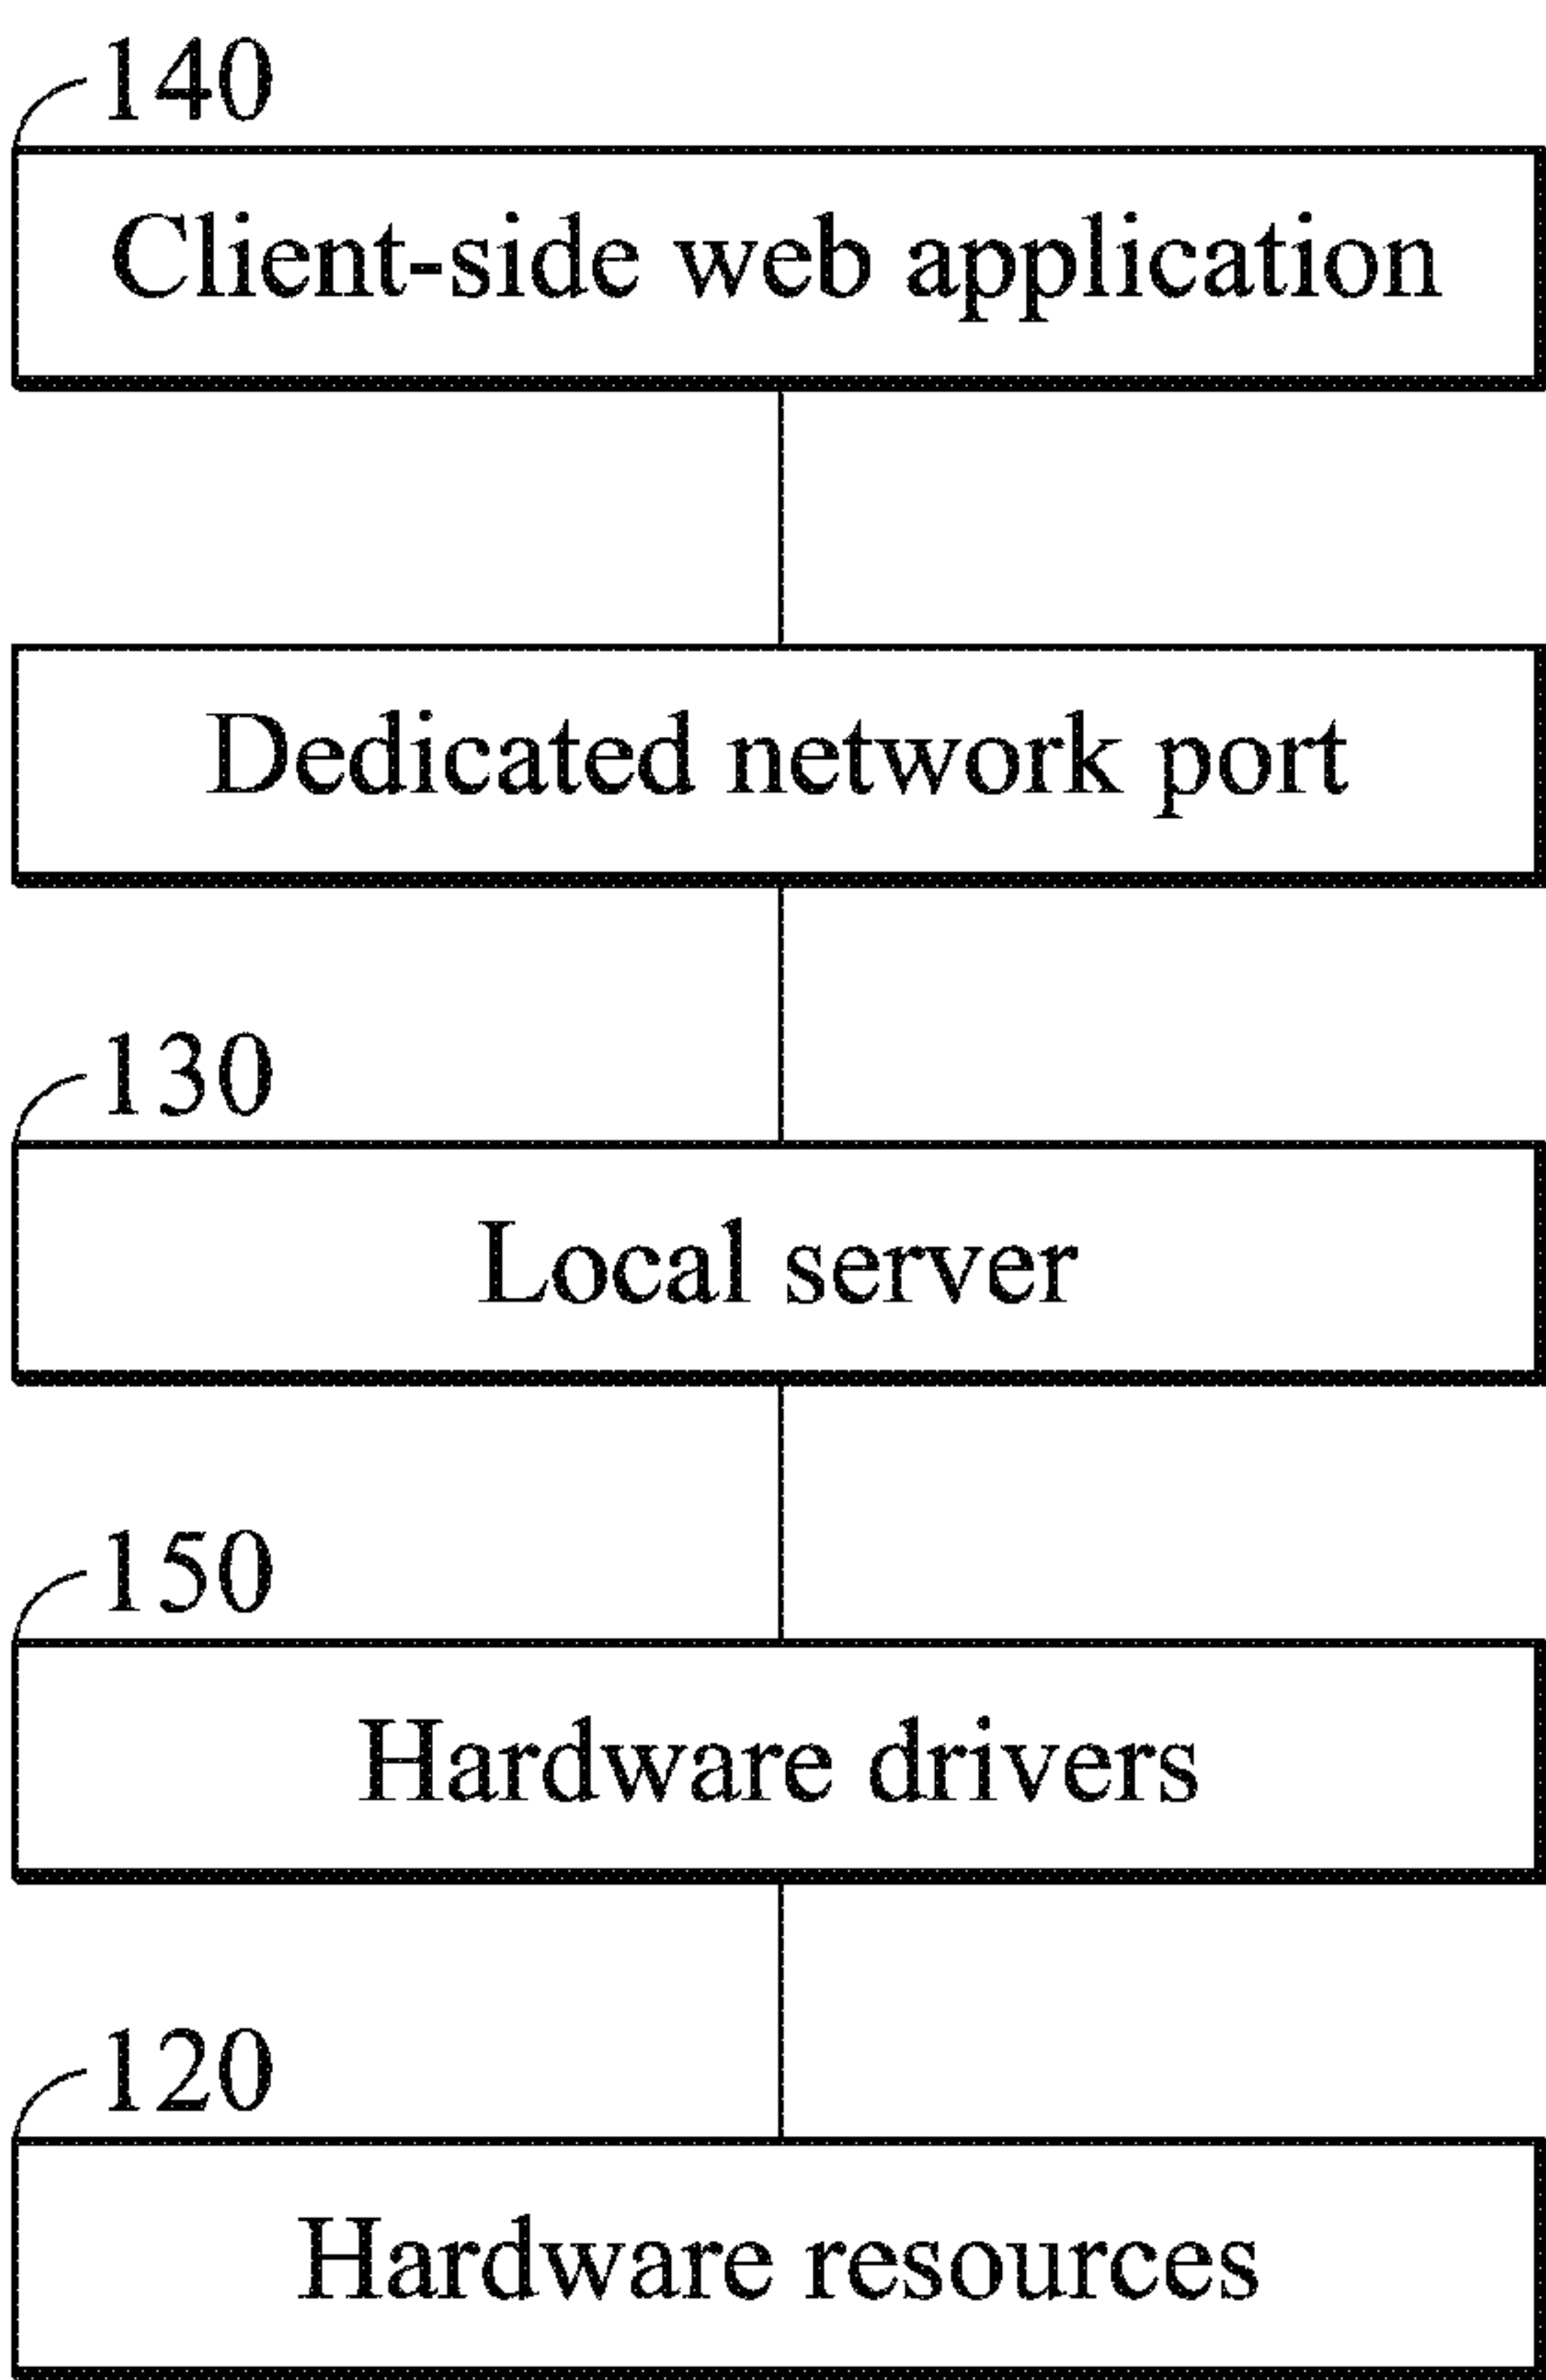 140
Client-side web application
Dedicated network port
130
Local server
150
Hardware drivers
120
Hardware resources